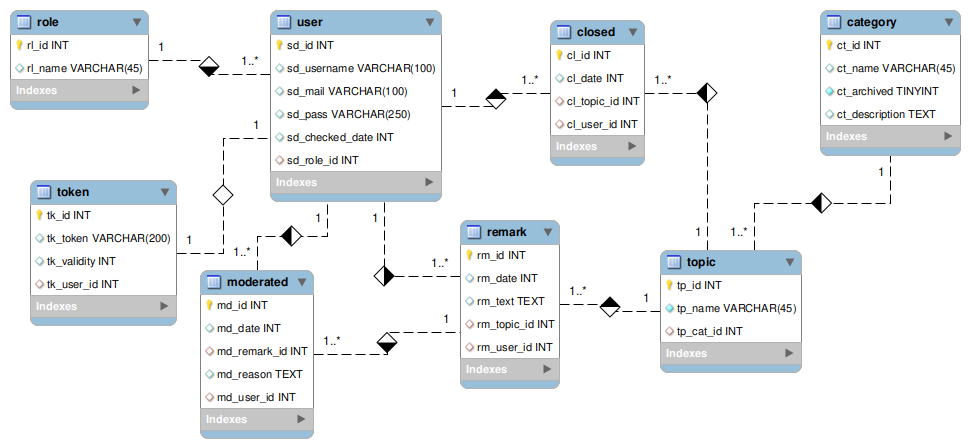 role
rl_id INT
rl_name VARCHAR(45)
Indexes
1
1..*
user
sd_id INT
sd_username VARCHAR(100)
sd_mail VARCHAR(100)
sd_pass VARCHAR(250)
sd_checked_date INT
sd_role_id INT
Indexes
1
1..*
closed
cl_id INT
cl_date INT
cl_topic_id INT
cl_user_id INT
Indexes
1..*
1
category
ct_id INT
ct_name VARCHAR(45)
ct_archived TINYINT
ct_description TEXT
Indexes
1
1..*
token
tk_id INT
tk_token VARCHAR(200)
tk_validity INT
tk_user_id INT
Indexes
1
1
1
1..*
1
1..*
moderated
md_id INT
md_date INT
md_remark_id INT
md_reason TEXT
md_user_id INT
Indexes
1..*
1
remark
rm_id INT
rm_date INT
rm_text TEXT
rm_topic_id INT
rm_user_id INT
Indexes
1..*
1
topic
tp_id INT
tp_name VARCHAR(45)
tp_cat_id INT
Indexes